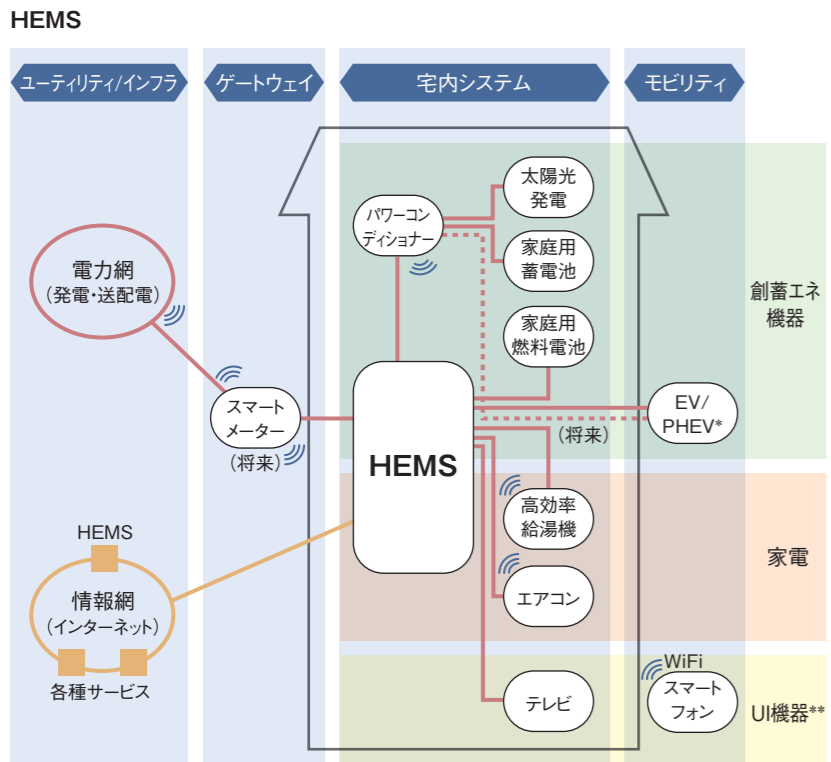 HEMS
ユーティリティ/インフラ
ゲートウェイ
宅内システム
モビリティ
太陽光
発電
パワーコン
ディショナー
家庭用
蓄電池
電力網
(発電・送配電)
創蓄エネ
機器
家庭用
燃料電池
スマート
メーター
(将来)
EV/
PHEV*
(将来)
HEMS
高効率
給湯機
HEMS
家電
情報網
(インターネット)
エアコン
各種サービス
WiFi
テレビ
スマート
フォン
UI機器**